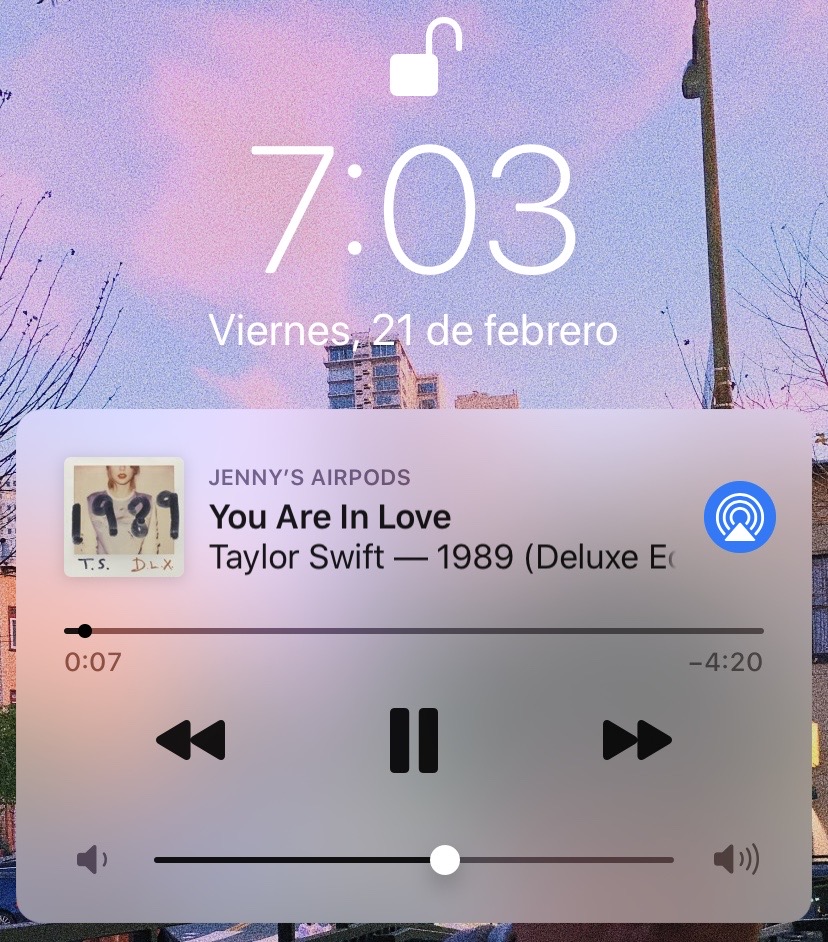 7:03
Viernes, 21 de febrero
1989
T.S. DLX
JENNY'S AIRPODS
You Are In Love
Taylor Swift — 1989 (Deluxe
0:07
−4:20